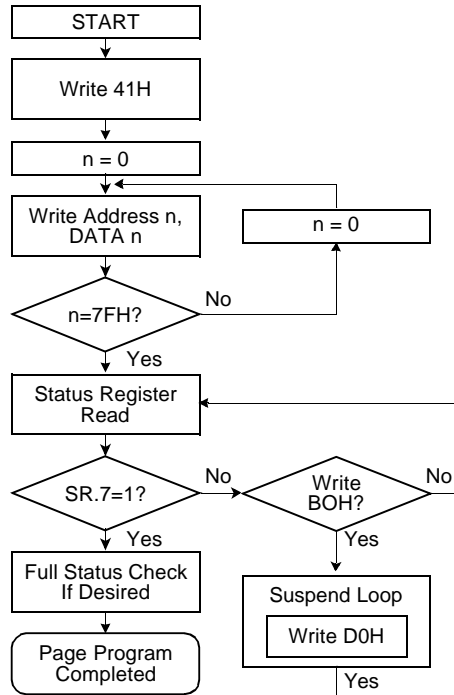 START
Write 41H
n = 0
Write Address n,
DATA n
n = 0
n=7FH?
No
Yes
Status Register
Read
SR.7=1?
No
Write
BOH?
No
Yes
Yes
Full Status Check
If Desired
Suspend Loop
Write D0H
Page Program
Completed
Yes